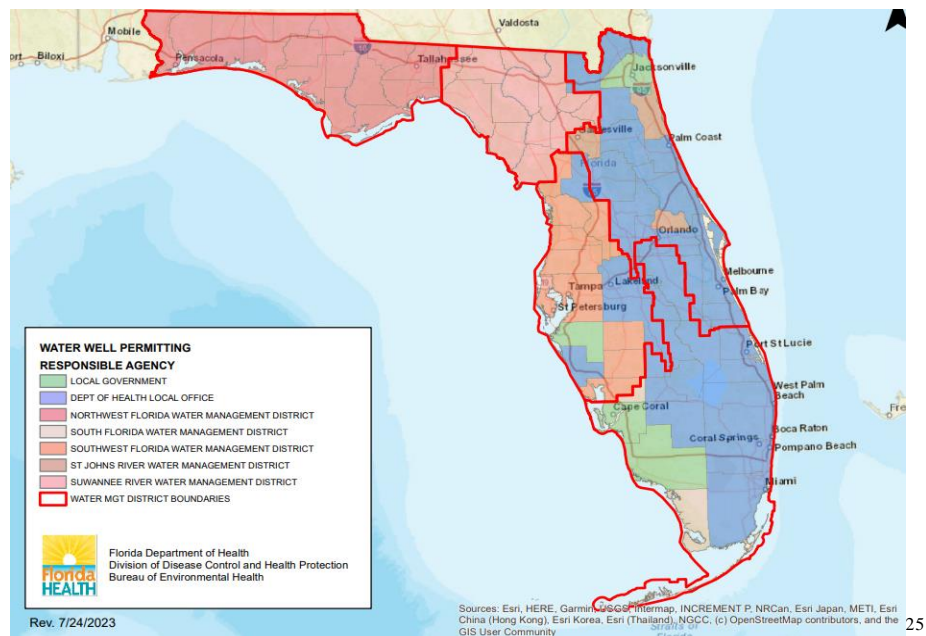 Valdosta
Mobile
Biloxi
Pensacola
Tallahassee
Jacksonville
Palm Coast
Florida
Orlando
Melbourne
Palm Bay
Tampa
Lakeland
St Petersburg
Port St Lucie
West Palm
Beach
Cape Coral
Boca Raton
Coral Springs
Pompano Beach
Miami
WATER WELL PERMITTING
RESPONSIBLE AGENCY
LOCAL GOVERNMENT
DEPT OF HEALTH LOCAL OFFICE
NORTHWEST FLORIDA WATER MANAGEMENT DISTRICT
SOUTH FLORIDA WATER MANAGEMENT DISTRICT
SOUTHWEST FLORIDA WATER MANAGEMENT DISTRICT
ST JOHNS RIVER WATER MANAGEMENT DISTRICT
SUWANNEE RIVER WATER MANAGEMENT DISTRICT
WATER MGT DISTRICT BOUNDARIES
Florida
HEALTH
Florida Department of Health
Division of Disease Control and Health Protection
Bureau of Environmental Health
Rev. 7/24/2023
Sources: Esri, HERE, Garmin, USGS, Intermap, INCREMENT P, NRCan, Esri Japan, METI, Esri
China (Hong Kong), Esri Korea, Esri (Thailand), NGCC, (c) OpenStreetMap contributors, and the
GIS User Community
25